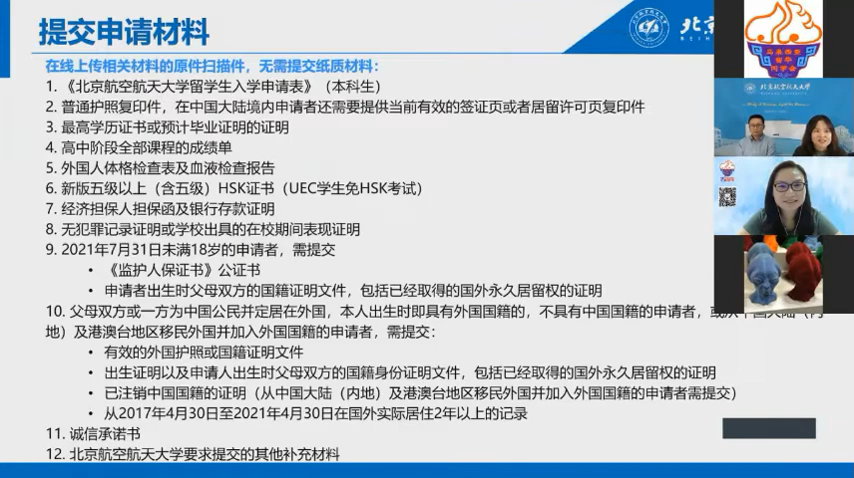 提交申请材料
北京
在线上传相关材料的原件扫描件，无需提交纸质材料：
1. 《北京航空航天大学留学生入学申请表》（本科生）
2. 普通护照复印件，在中国大陆境内申请者还需要提供当前有效的签证页或者居留许可页复印件
3. 最高学历证书或预计毕业证明的证明
4. 高中阶段全部课程的成绩单
5. 外国人体格检查表及血液检查报告
6. 新版五级以上（含五级）HSK证书（UEC学生免HSK考试）
7. 经济担保人担保函及银行存款证明
8. 无犯罪记录证明或学校出具的在校期间表现证明
9. 2021年7月31日未满18岁的申请者，需提交
• 《监护人保证书》公证书
• 申请者出生时父母双方的国籍证明文件，包括已经取得的国外永久居留权的证明
10. 父母双方或一方为中国公民并定居在外国，本人出生时即具有外国国籍的，不具有中国国籍的申请者，或从中国大陆（内
地）及港澳台地区移民外国并加入外国国籍的申请者，需提交：
• 有效的外国护照或国籍证明文件
• 出生证明以及申请人出生时父母双方的国籍身份证明文件，包括已经取得的国外永久居留权的证明
• 已注销中国国籍的证明（从中国大陆（内地）及港澳台地区移民外国并加入外国国籍的申请者需提交）
• 从2017年4月30日至2021年4月30日在国外实际居住2年以上的记录
11. 诚信承诺书
12. 北京航空航天大学要求提交的其他补充材料
北京航空航天大学